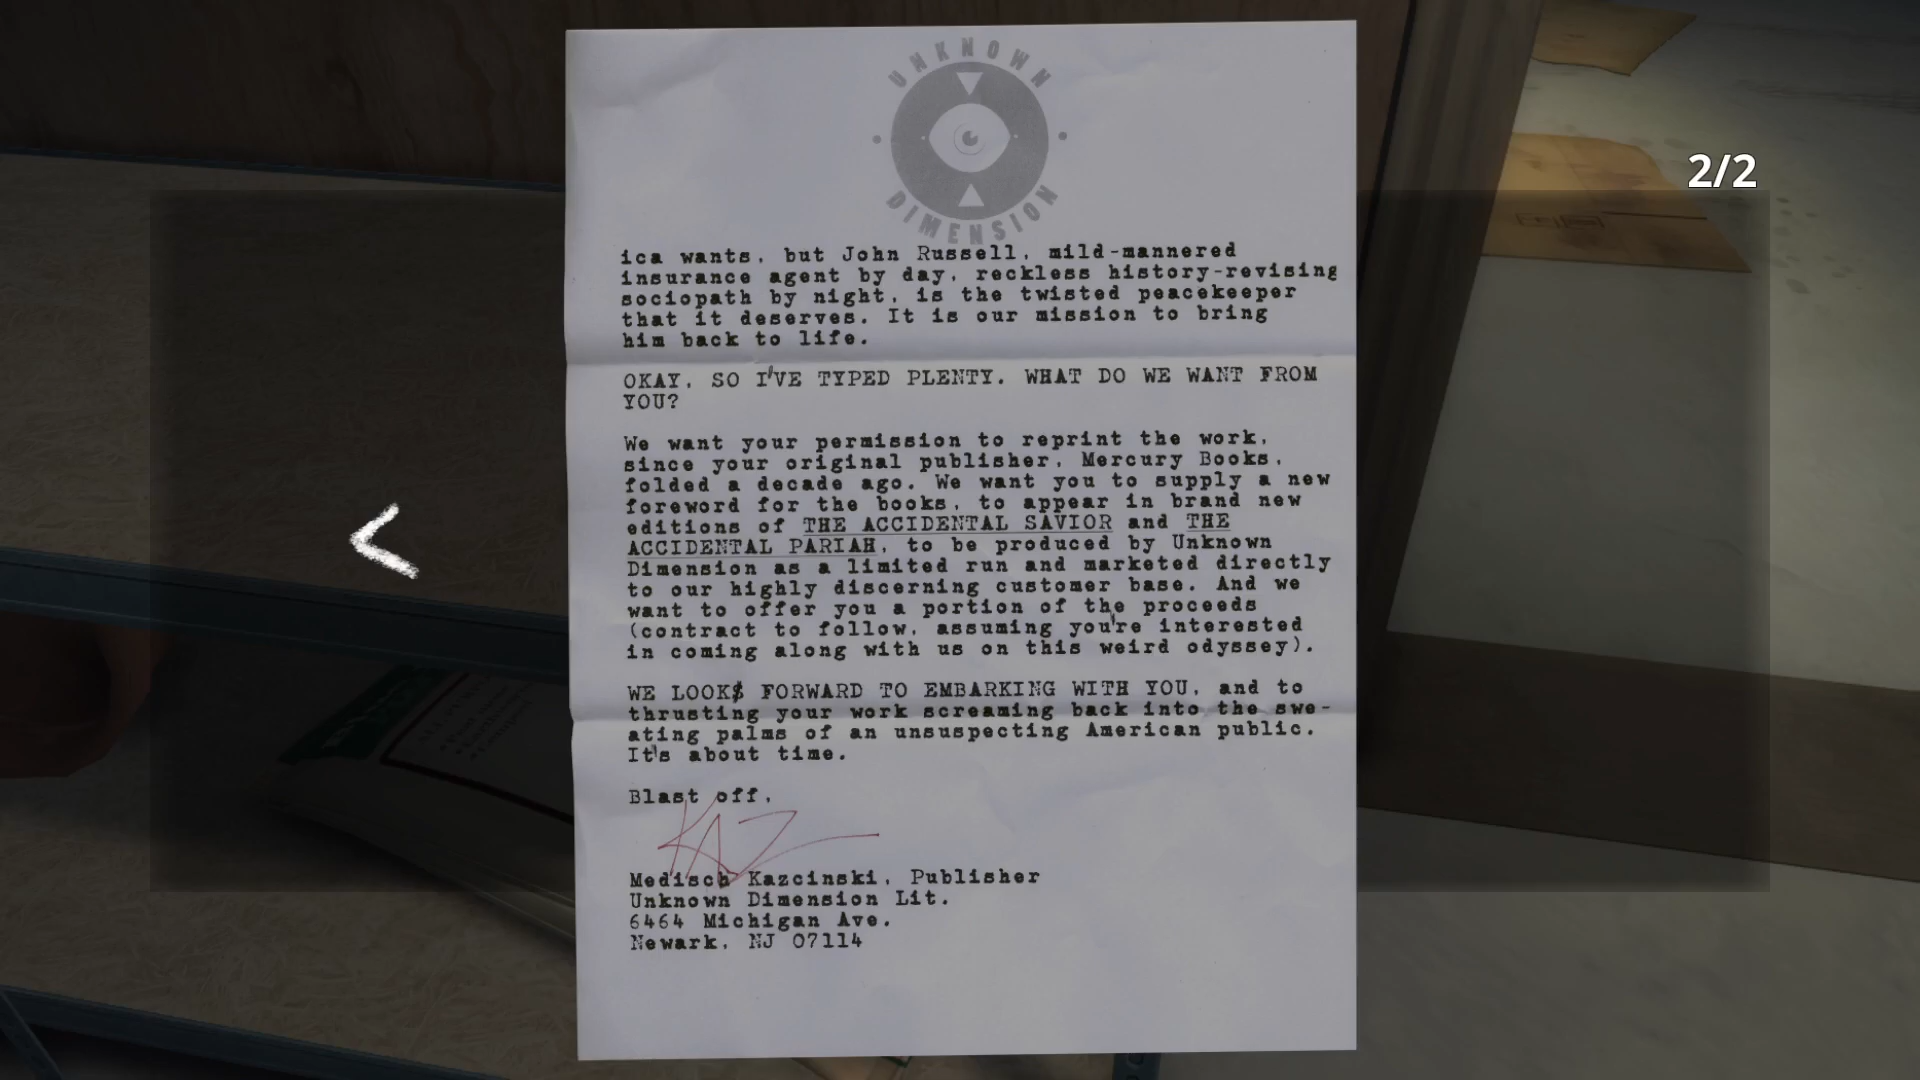 UNKNOWN
DIMENSION
2/2
ica wants, but John Russell, mild-mannered
insurance agent by day, reckless history-revising
sociopath by night, is the twisted peacekeeper
that it deserves. It is our mission to bring
him back to life.
OKAY, SO I'VE TYPED PLENTY. WHAT DO WE WANT FROM
YOU?
We want your permission to reprint the work,
since your original publisher, Mercury Books,
folded a decade ago. We want you to supply a new
foreword for the books, to appear in brand new
editions of THE ACCIDENTAL SAVIOR and THE
ACCIDENTAL PARIAH, to be produced by Unknown
Dimension as a limited run and marketed directly
to our highly discerning customer base. And we
want to offer you a portion of the proceeds
(contract to follow, assuming you're interested
in coming along with us on this weird odyssey).
WE LOOK$ FORWARD TO EMBARKING WITH YOU, and to
thrusting your work screaming back into the swe-
ating palms of an unsuspecting American public.
It's about time.
Blast off,
KAZ
Medisch Kazcinski, Publisher
Unknown Dimension Lit.
6464 Michigan Ave.
Newark, NJ 07114